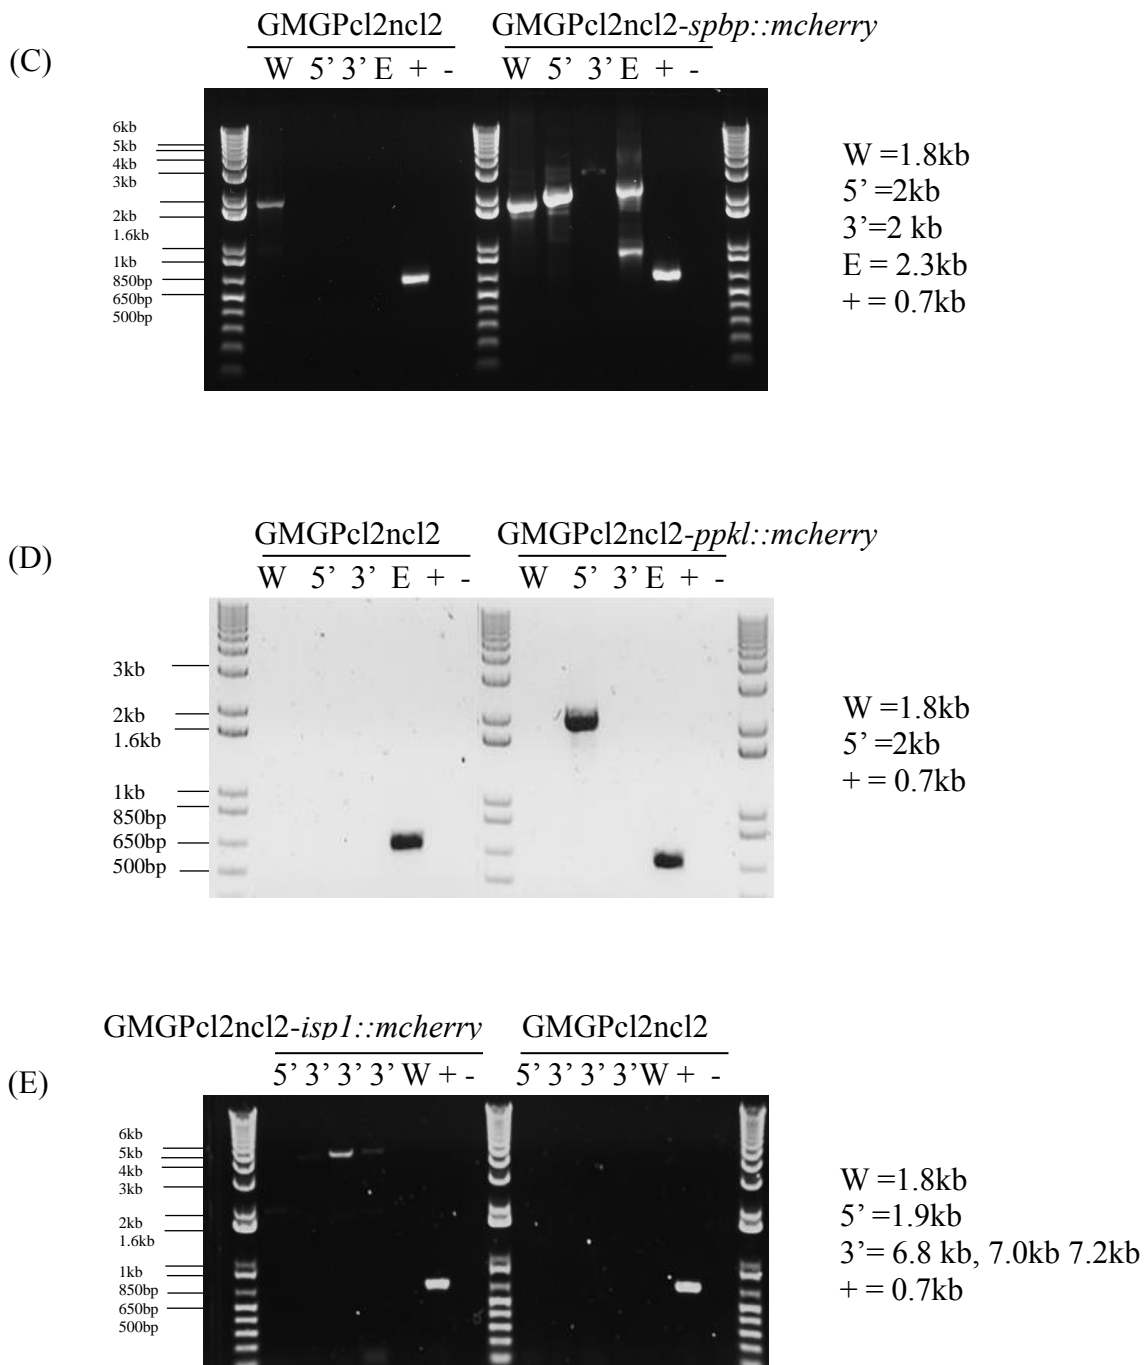 (C)
GMGPcl2ncl2 GMGPcl2ncl2-spbp::mcherry
W 5’ 3’ E + - W 5’ 3’ E + -
6kb
5kb
4kb
3kb
2kb
1.6kb
1kb
850bp
650bp
500bp
W =1.8kb
5’ =2kb
3’=2 kb
E = 2.3kb
+ = 0.7kb
(D)
GMGPcl2ncl2 GMGPcl2ncl2-ppkl::mcherry
W 5’ 3’ E + - W 5’ 3’ E + -
3kb
2kb
1.6kb
1kb
850bp
650bp
500bp
W =1.8kb
5’ =2kb
+ = 0.7kb
(E)
GMGPcl2ncl2-isp1::mcherry GMGPcl2ncl2
5’ 3’ 3’ 3’ W + - 5’ 3’ 3’ 3’ W + -
6kb
5kb
4kb
3kb
2kb
1.6kb
1kb
850bp
650bp
500bp
W =1.8kb
5’ =1.9kb
3’= 6.8 kb, 7.0kb 7.2kb
+ = 0.7kb